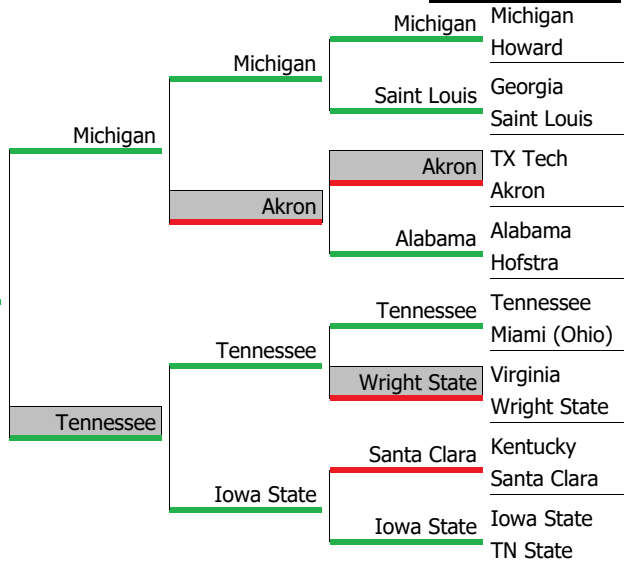 Michigan
Howard
Georgia
Saint Louis
TX Tech
Akron
Alabama
Hofstra
Tennessee
Miami (Ohio)
Virginia
Wright State
Kentucky
Santa Clara
Iowa State
TN State
Michigan
Saint Louis
Akron
Alabama
Tennessee
Wright State
Santa Clara
Iowa State
Michigan
Akron
Tennessee
Iowa State
Michigan
Tennessee